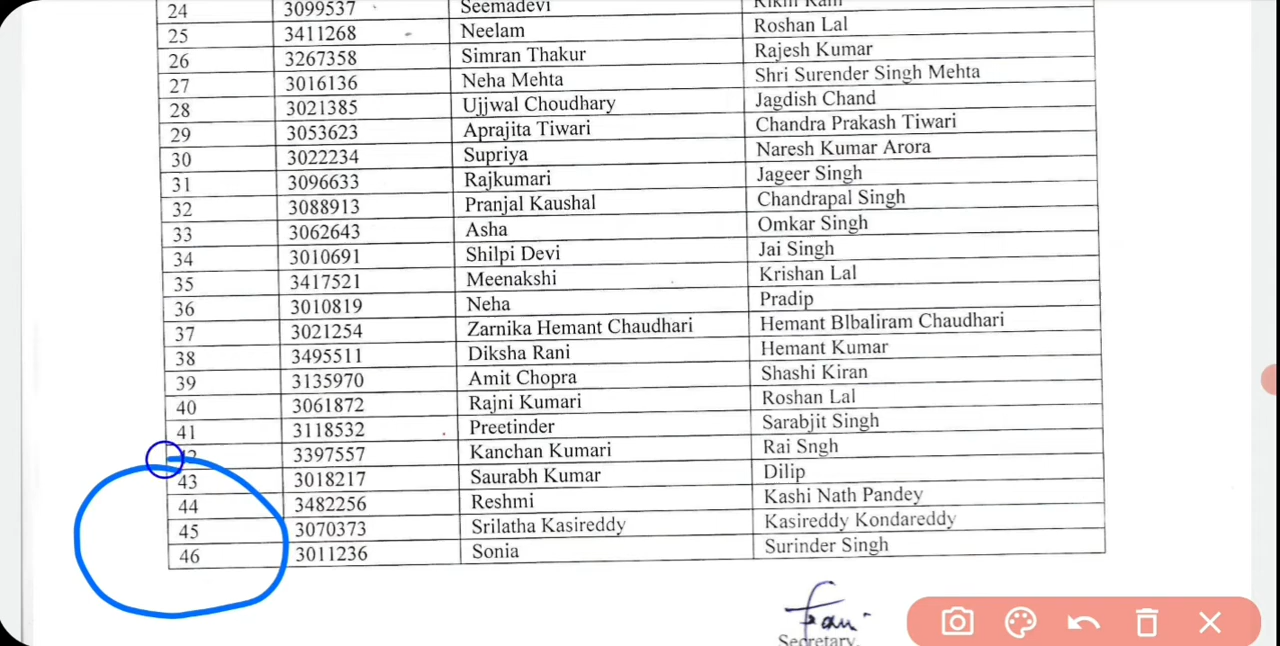 24 3099537 Seemadevi Rikhi Ram
25 3411268 Neelam Roshan Lal
26 3267358 Simran Thakur Rajesh Kumar
27 3016136 Neha Mehta Shri Surender Singh Mehta
28 3021385 Ujjwal Choudhary Jagdish Chand
29 3053623 Aprajita Tiwari Chandra Prakash Tiwari
30 3022234 Supriya Naresh Kumar Arora
31 3096633 Rajkumari Jageer Singh
32 3088913 Pranjal Kaushal Chandrapal Singh
33 3062643 Asha Omkar Singh
34 3010691 Shilpi Devi Jai Singh
35 3417521 Meenakshi Krishan Lal
36 3010819 Neha Pradip
37 3021254 Zarnika Hemant Chaudhari Hemant Blbaliram Chaudhari
38 3495511 Diksha Rani Hemant Kumar
39 3135970 Amit Chopra Shashi Kiran
40 3061872 Rajni Kumari Roshan Lal
41 3118532 Preetinder Sarabjit Singh
42 3397557 Kanchan Kumari Rai Sngh
43 3018217 Saurabh Kumar Dilip
44 3482256 Reshmi Kashi Nath Pandey
45 3070373 Srilatha Kasireddy Kasireddy Kondareddy
46 3011236 Sonia Surinder Singh
Secretary